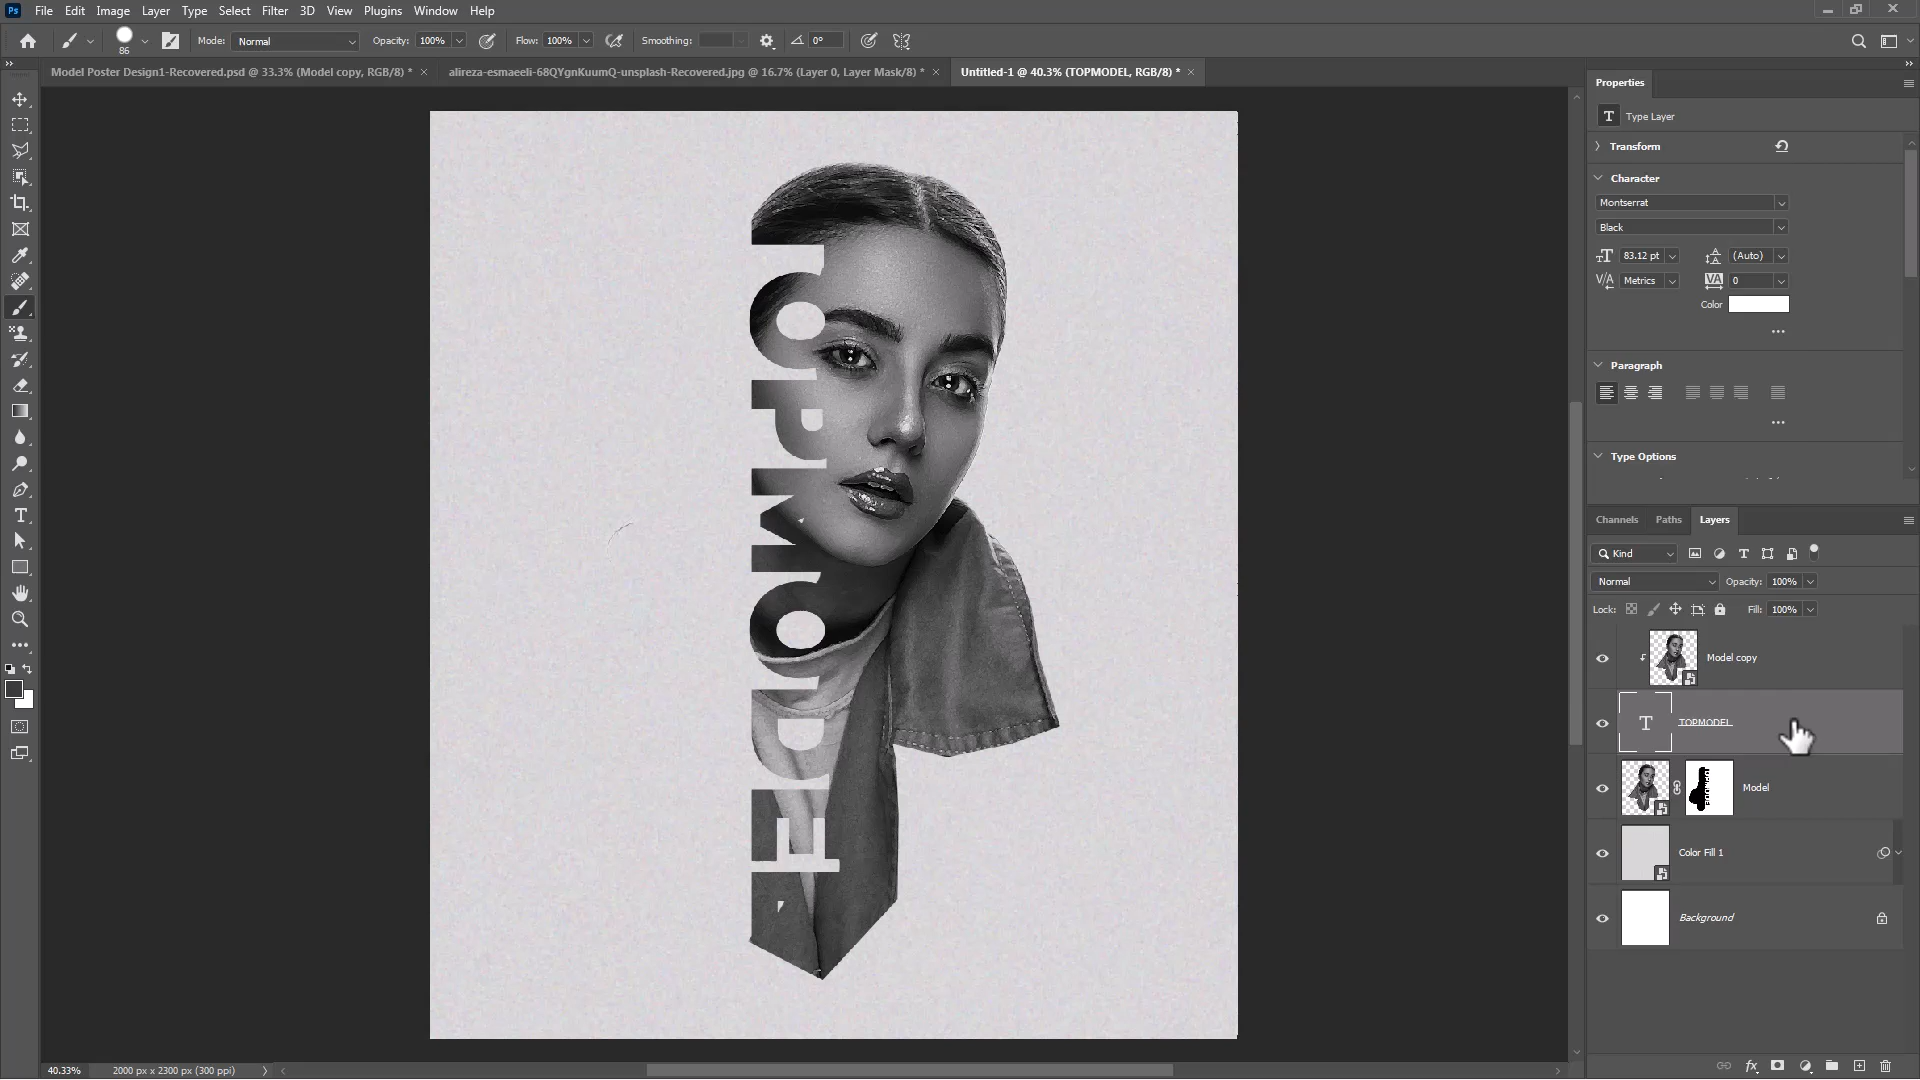 Ps File Edit Image Layer Type Select Filter 3D View Plugins Window Help
86 Mode: Normal Opacity: 100% Flow: 100% Smoothing: 0°
Model Poster Design1-Recovered.psd @ 33.3% (Model copy, RGB/8) * × alireza-esmaeeli-68QYgnKuumQ-unsplash-Recovered.jpg @ 16.7% (Layer 0, Layer Mask/8) * × Untitled-1 @ 40.3% (TOPMODEL, RGB/8) * ×
TOPMODEL
Properties
T Type Layer
Transform
Character
Montserrat
Black
83.12 pt (Auto)
Metrics 0
Color
Paragraph
Type Options
Channels Paths Layers
Kind
Normal Opacity: 100%
Lock: Fill: 100%
Model copy
T TOPMODEL
Model
Color Fill 1
Background
40.33% 2000 px x 2300 px (300 ppi)